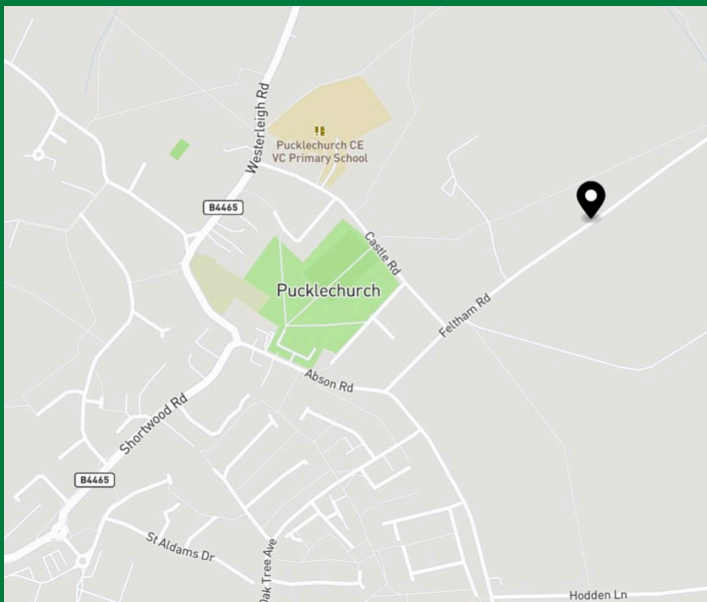 Westerleigh Rd
Pucklechurch CE
VC Primary School
B4465
Castle Rd
Pucklechurch
Feltham Rd
Abson Rd
Shortwood Rd
B4465
St Aldams Dr
Oak Tree Ave
Hodden Ln